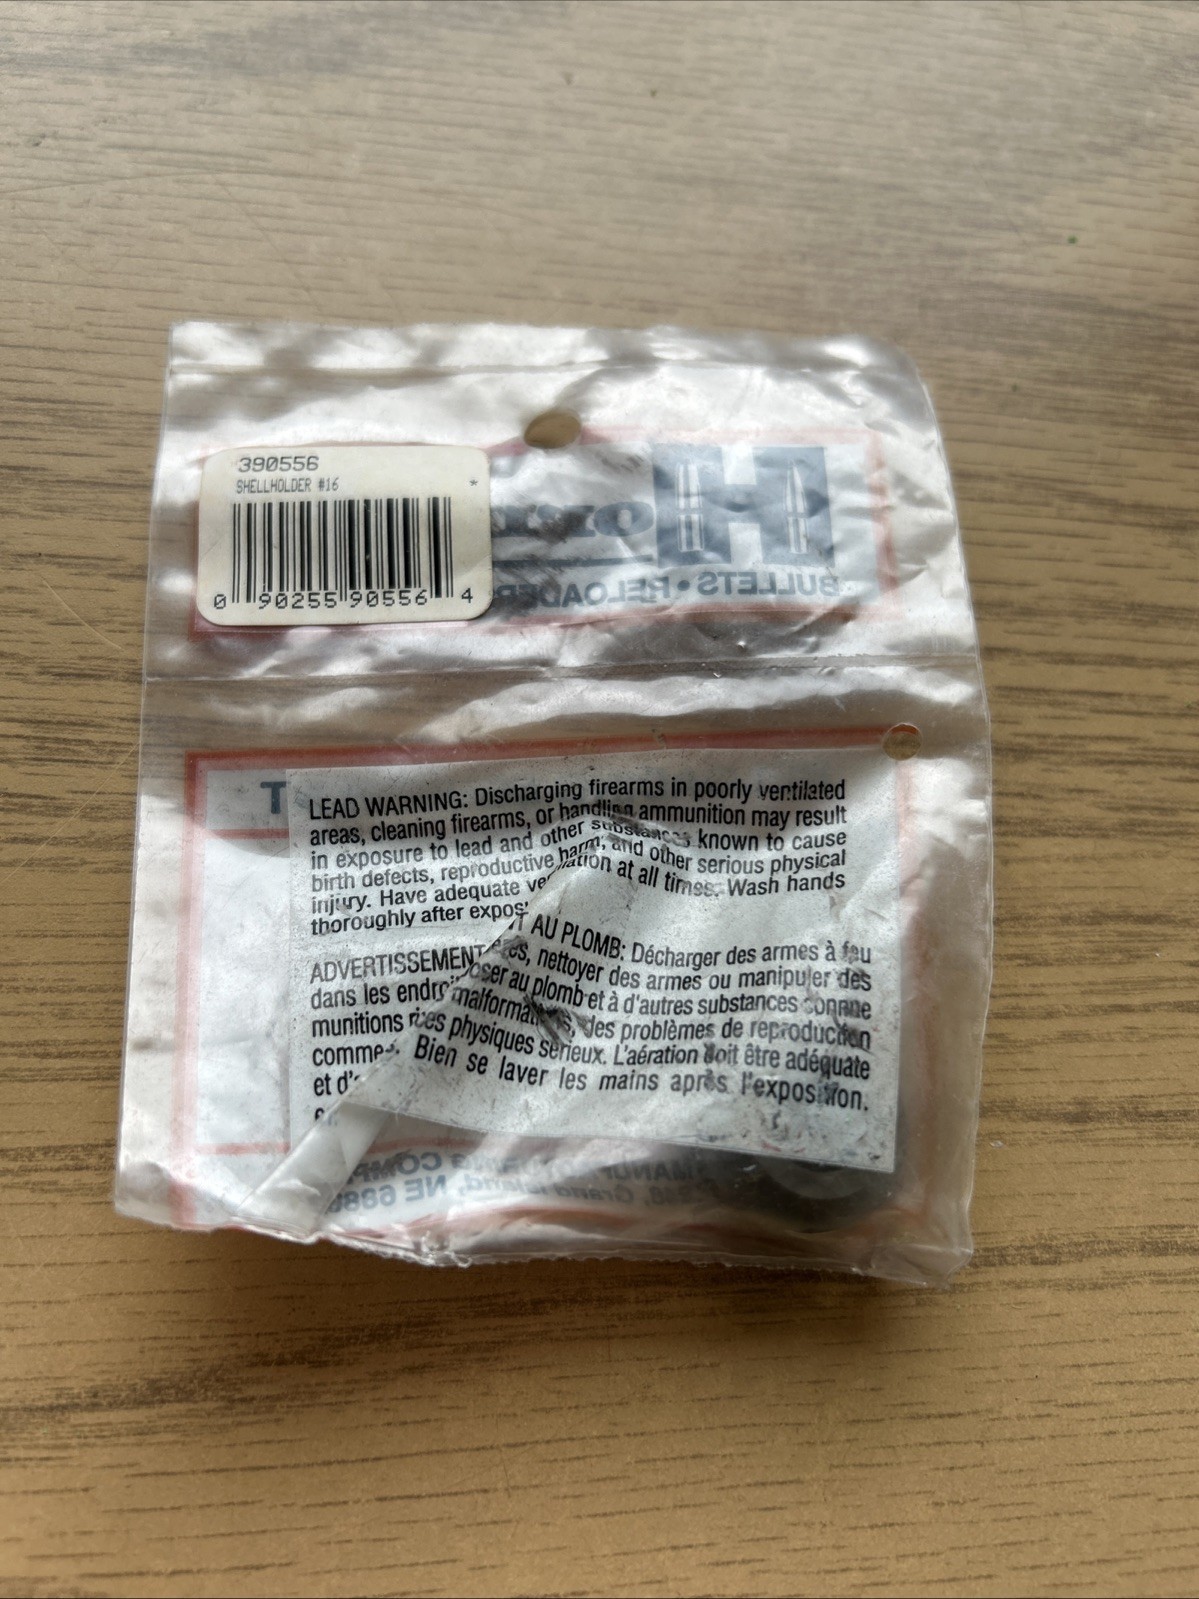 390556
SHELLHOLDER #16 *
0 90255 90556 4
H
BULLETS • RELOADE
T
LEAD WARNING: Discharging firearms in poorly ventilated
areas, cleaning firearms, or handling ammunition may result
in exposure to lead and other substances known to cause
birth defects, reproductive harm, and other serious physical
injury. Have adequate at all times. Wash hands
thoroughly after
ADVERTISSEMENT AU PLOMB: Décharger des armes à feu
dans les nettoyer des armes ou manipuler des
munitions au plomb et à d'autres substances comme
comme physiques sérieux. des problèmes de reproduction
et L'aération doit être adéquate
Bien se laver les mains après l'exposition.
MANUFACTURING
Grand Island, NE